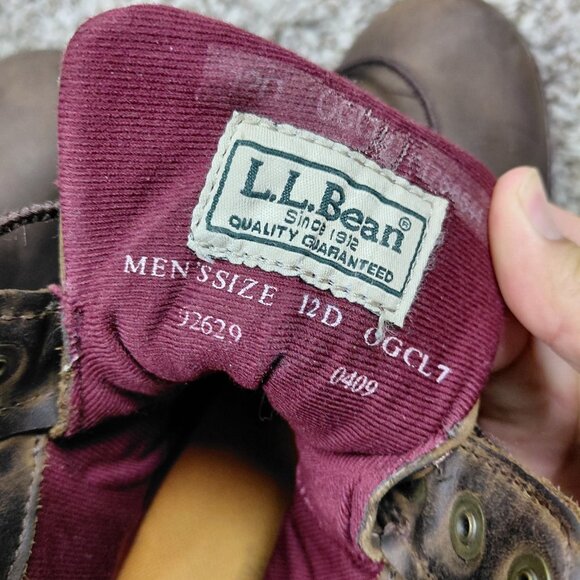 L.L.Bean®
Since 1912
QUALITY GUARANTEED
MEN'S SIZE 12D OGCLT
92629 0409